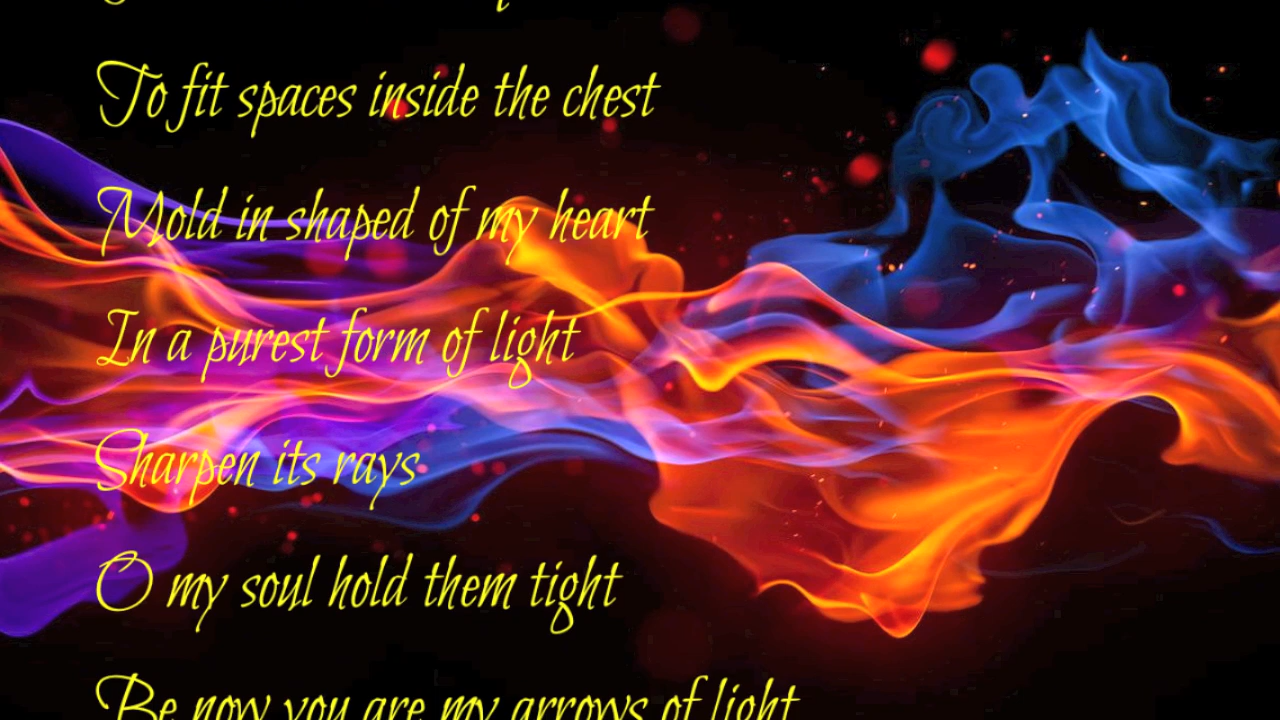 To fit spaces inside the chest
Mold in shaped of my heart
In a purest form of light
Sharpen its rays
O my soul hold them tight
Be now you are my arrows of light